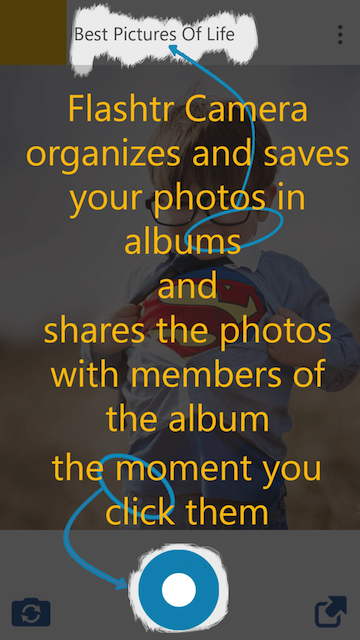 Best Pictures Of Life
Flashtr Camera
organizes and saves
your photos in
albums
and
shares the photos
with members of
the album
the moment you
click them